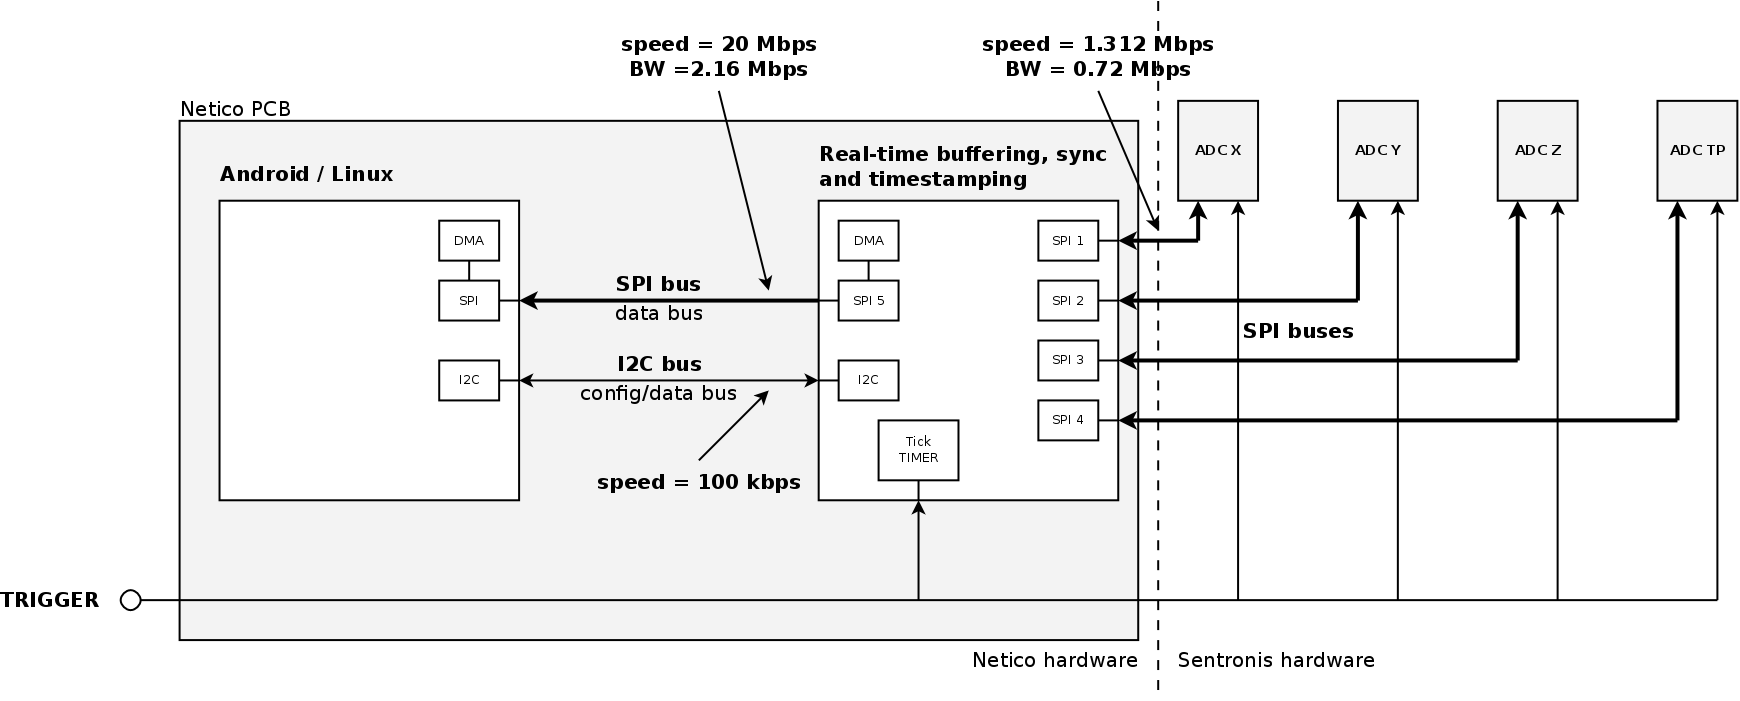 speed = 20 Mbps
BW =2.16 Mbps
speed = 1.312 Mbps
BW = 0.72 Mbps
Netico PCB
Android / Linux
DMA
SPI
I2C
SPI bus
data bus
I2C bus
config/data bus
speed = 100 kbps
Real-time buffering, sync
and timestamping
DMA
SPI 5
I2C
Tick
TIMER
SPI 1
SPI 2
SPI 3
SPI 4
ADC X
ADC Y
ADC Z
ADC TP
SPI buses
TRIGGER
Netico hardware
Sentronis hardware